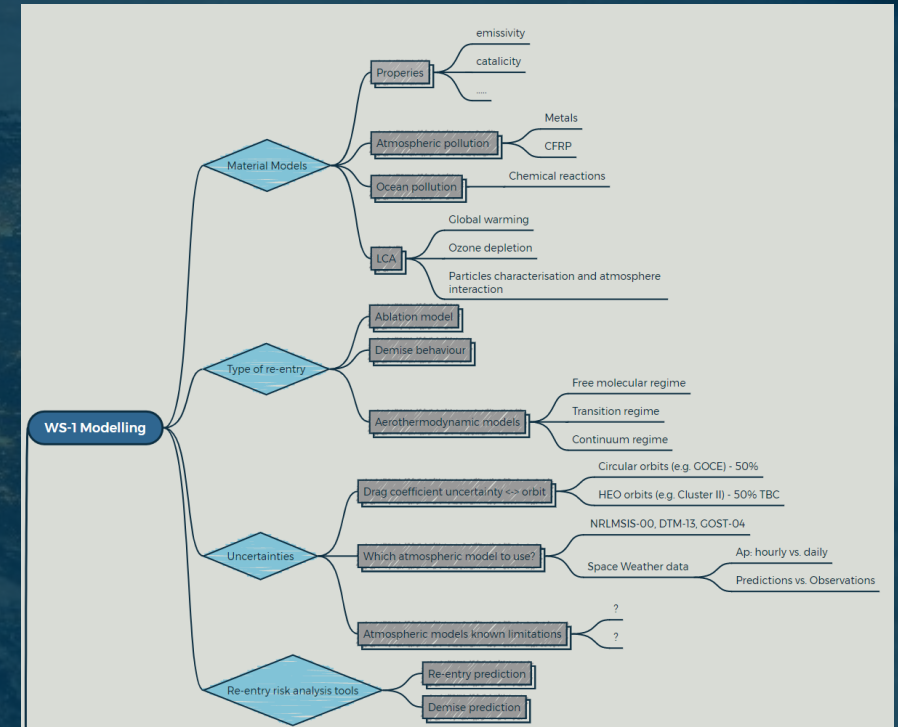 emissivity
catalicity
Properies
.....
Metals
Atmospheric pollution
CFRP
Material Models
Chemical reactions
Ocean pollution
Global warming
Ozone depletion
LCA
Particles characterisation and atmosphere
interaction
Ablation model
Demise behaviour
Type of re-entry
Free molecular regime
Transition regime
Aerothermodynamic models
Continuum regime
WS-1 Modelling
Circular orbits (e.g. GOCE) - 50%
Drag coefficient uncertainty <-> orbit
HEO orbits (e.g. Cluster II) - 50% TBC
NRLMSIS-00, DTM-13, GOST-04
Uncertainties
Which atmospheric model to use?
Ap: hourly vs. daily
Space Weather data
Predictions vs. Observations
?
Atmospheric models known limitations
?
Re-entry prediction
Re-entry risk analysis tools
Demise prediction